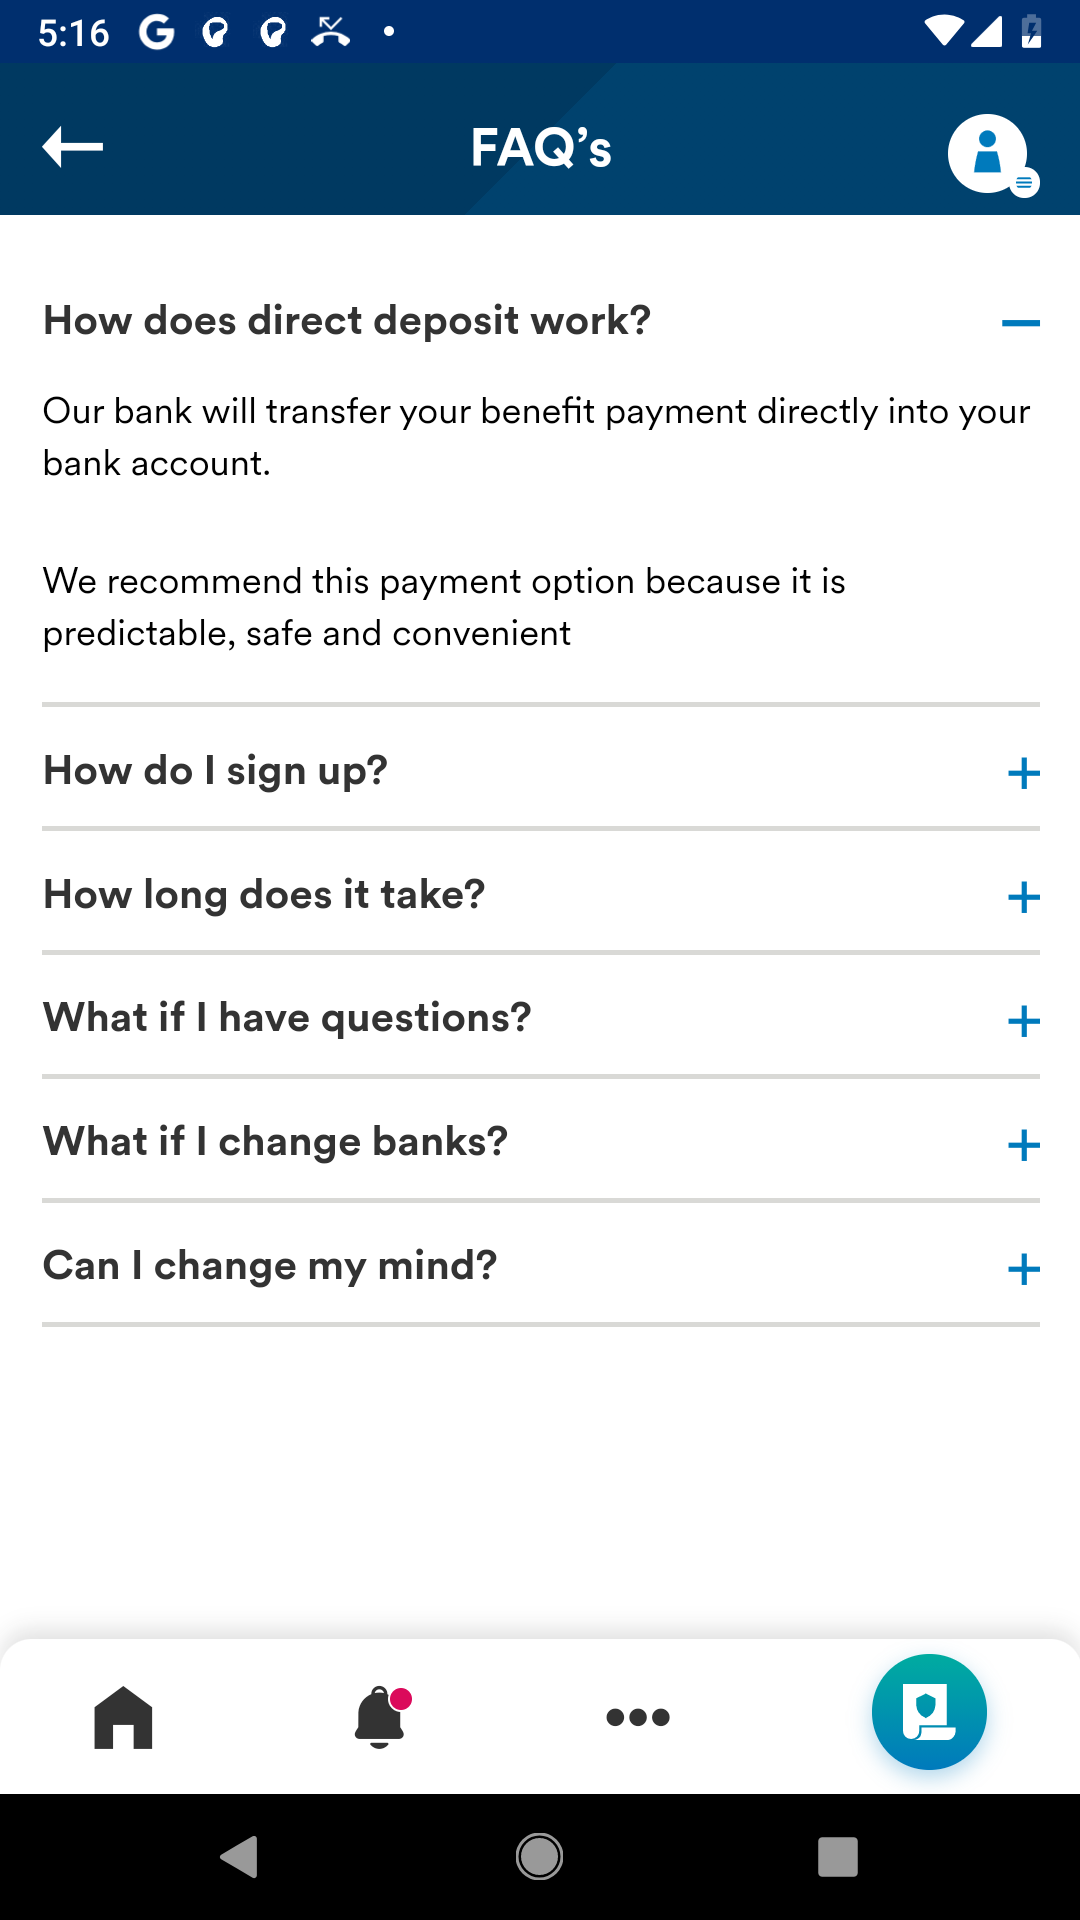 5:16
FAQ’s
How does direct deposit work?
Our bank will transfer your benefit payment directly into your
bank account.
We recommend this payment option because it is
predictable, safe and convenient
How do I sign up?
How long does it take?
What if I have questions?
What if I change banks?
Can I change my mind?